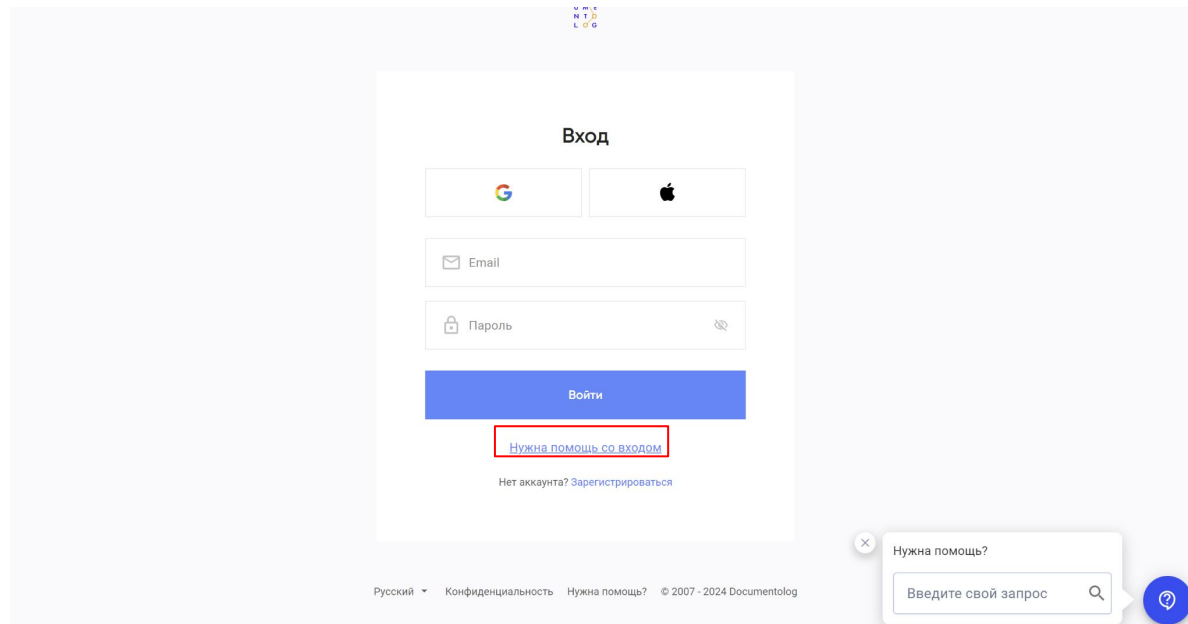 U M E
N T O
L O G
Вход
Email
Пароль
Войти
Нужна помощь со входом
Нет аккаунта? Зарегистрироваться
Нужна помощь?
Введите свой запрос
Русский Конфиденциальность Нужна помощь? © 2007 - 2024 Documentolog